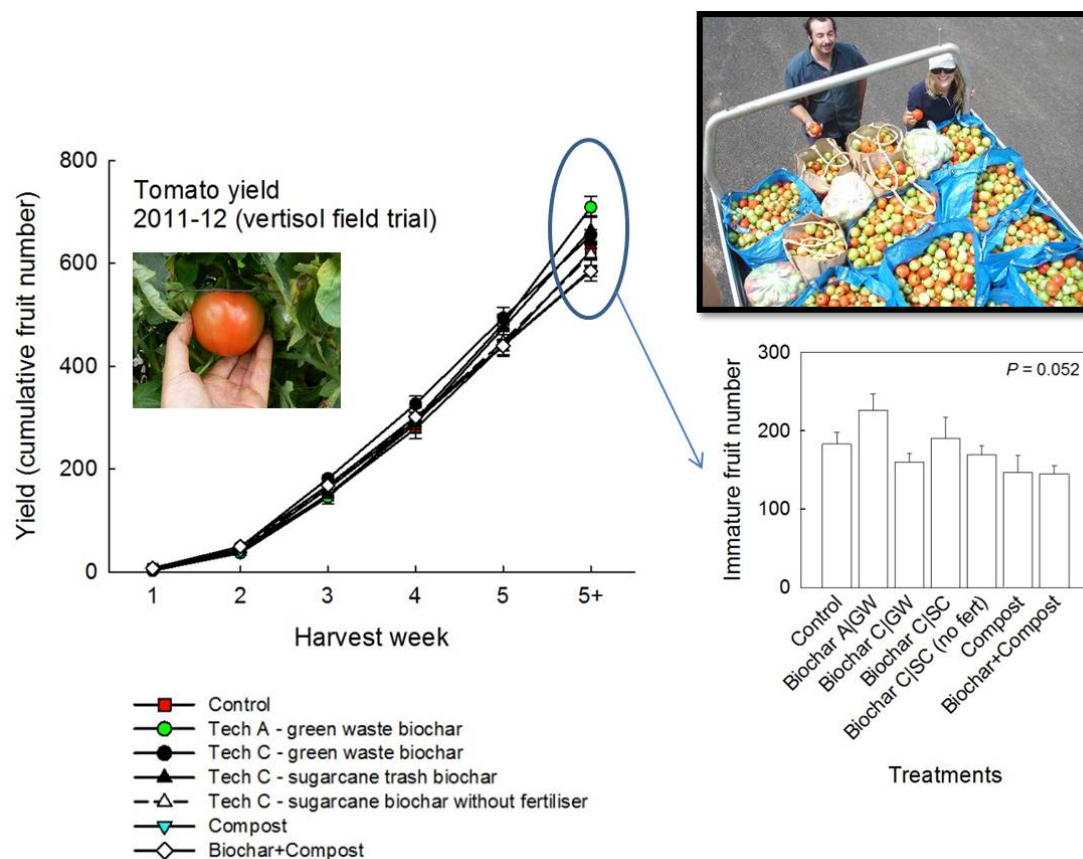 Tomato yield
2011-12 (vertisol field trial)
Yield (cumulative fruit number)
800
600
400
200
0
1 2 3 4 5 5+
Harvest week
Control
Tech A - green waste biochar
Tech C - green waste biochar
Tech C - sugarcane trash biochar
Tech C - sugarcane biochar without fertiliser
Compost
Biochar+Compost
P = 0.052
Immature fruit number
300
200
100
0
Control
Biochar A|GW
Biochar C|GW
Biochar C|SC
Biochar C|SC (no fert)
Compost
Biochar+Compost
Treatments